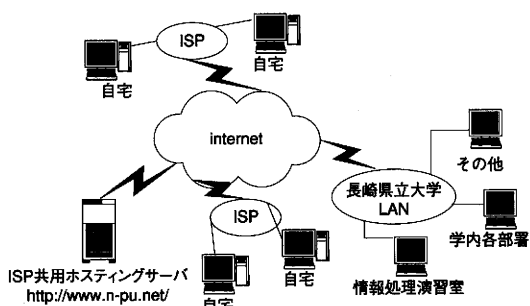 ISP
自宅
自宅
internet
その他
長崎県立大学
LAN
学内各部署
ISP
情報処理演習室
自宅
自宅
ISP共用ホスティングサーバ
http://www.n-pu.net/